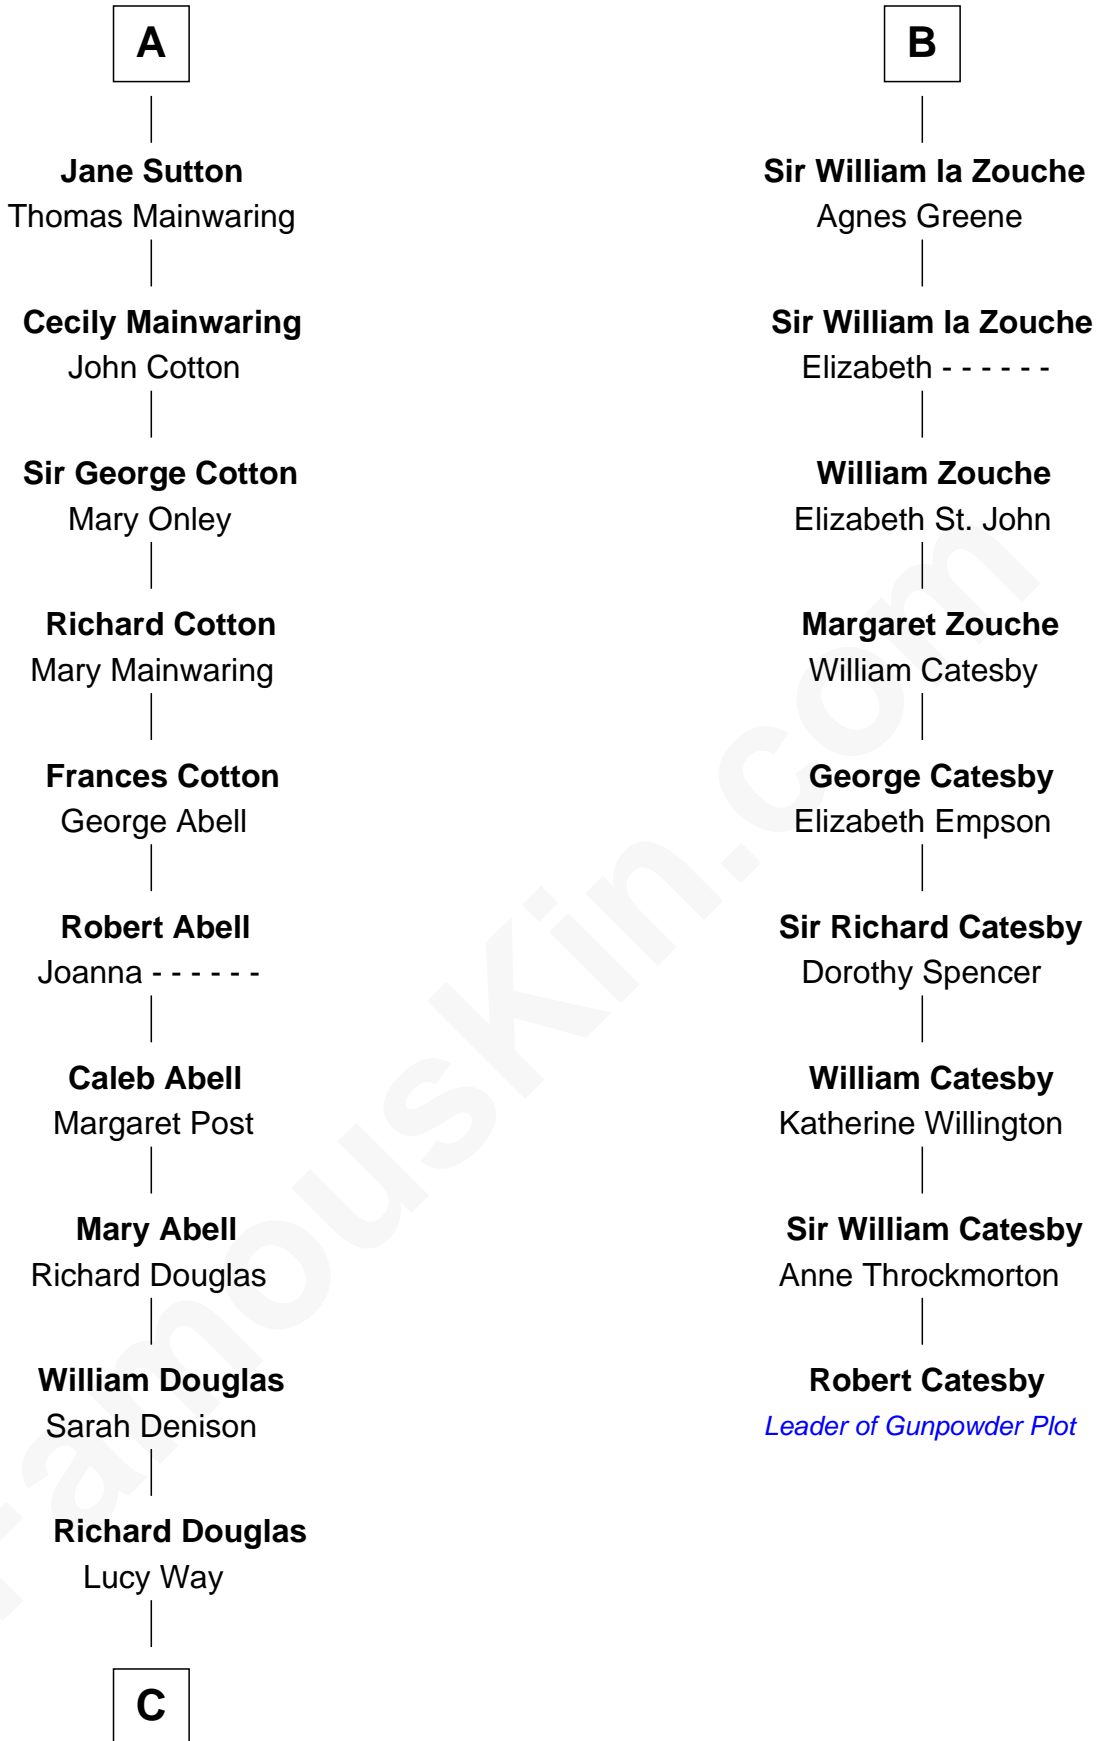 A
Jane Sutton
Thomas Mainwaring
Cecily Mainwaring
John Cotton
Sir George Cotton
Mary Onley
Richard Cotton
Mary Mainwaring
Frances Cotton
George Abell
Robert Abell
Joanna - - - - - -
Caleb Abell
Margaret Post
Mary Abell
Richard Douglas
William Douglas
Sarah Denison
Richard Douglas
Lucy Way
C
B
Sir William la Zouche
Agnes Greene
Sir William la Zouche
Elizabeth - - - - - -
William Zouche
Elizabeth St. John
Margaret Zouche
William Catesby
George Catesby
Elizabeth Empson
Sir Richard Catesby
Dorothy Spencer
William Catesby
Katherine Willington
Sir William Catesby
Anne Throckmorton
Robert Catesby
Leader of Gunpowder Plot
FamousKin.com